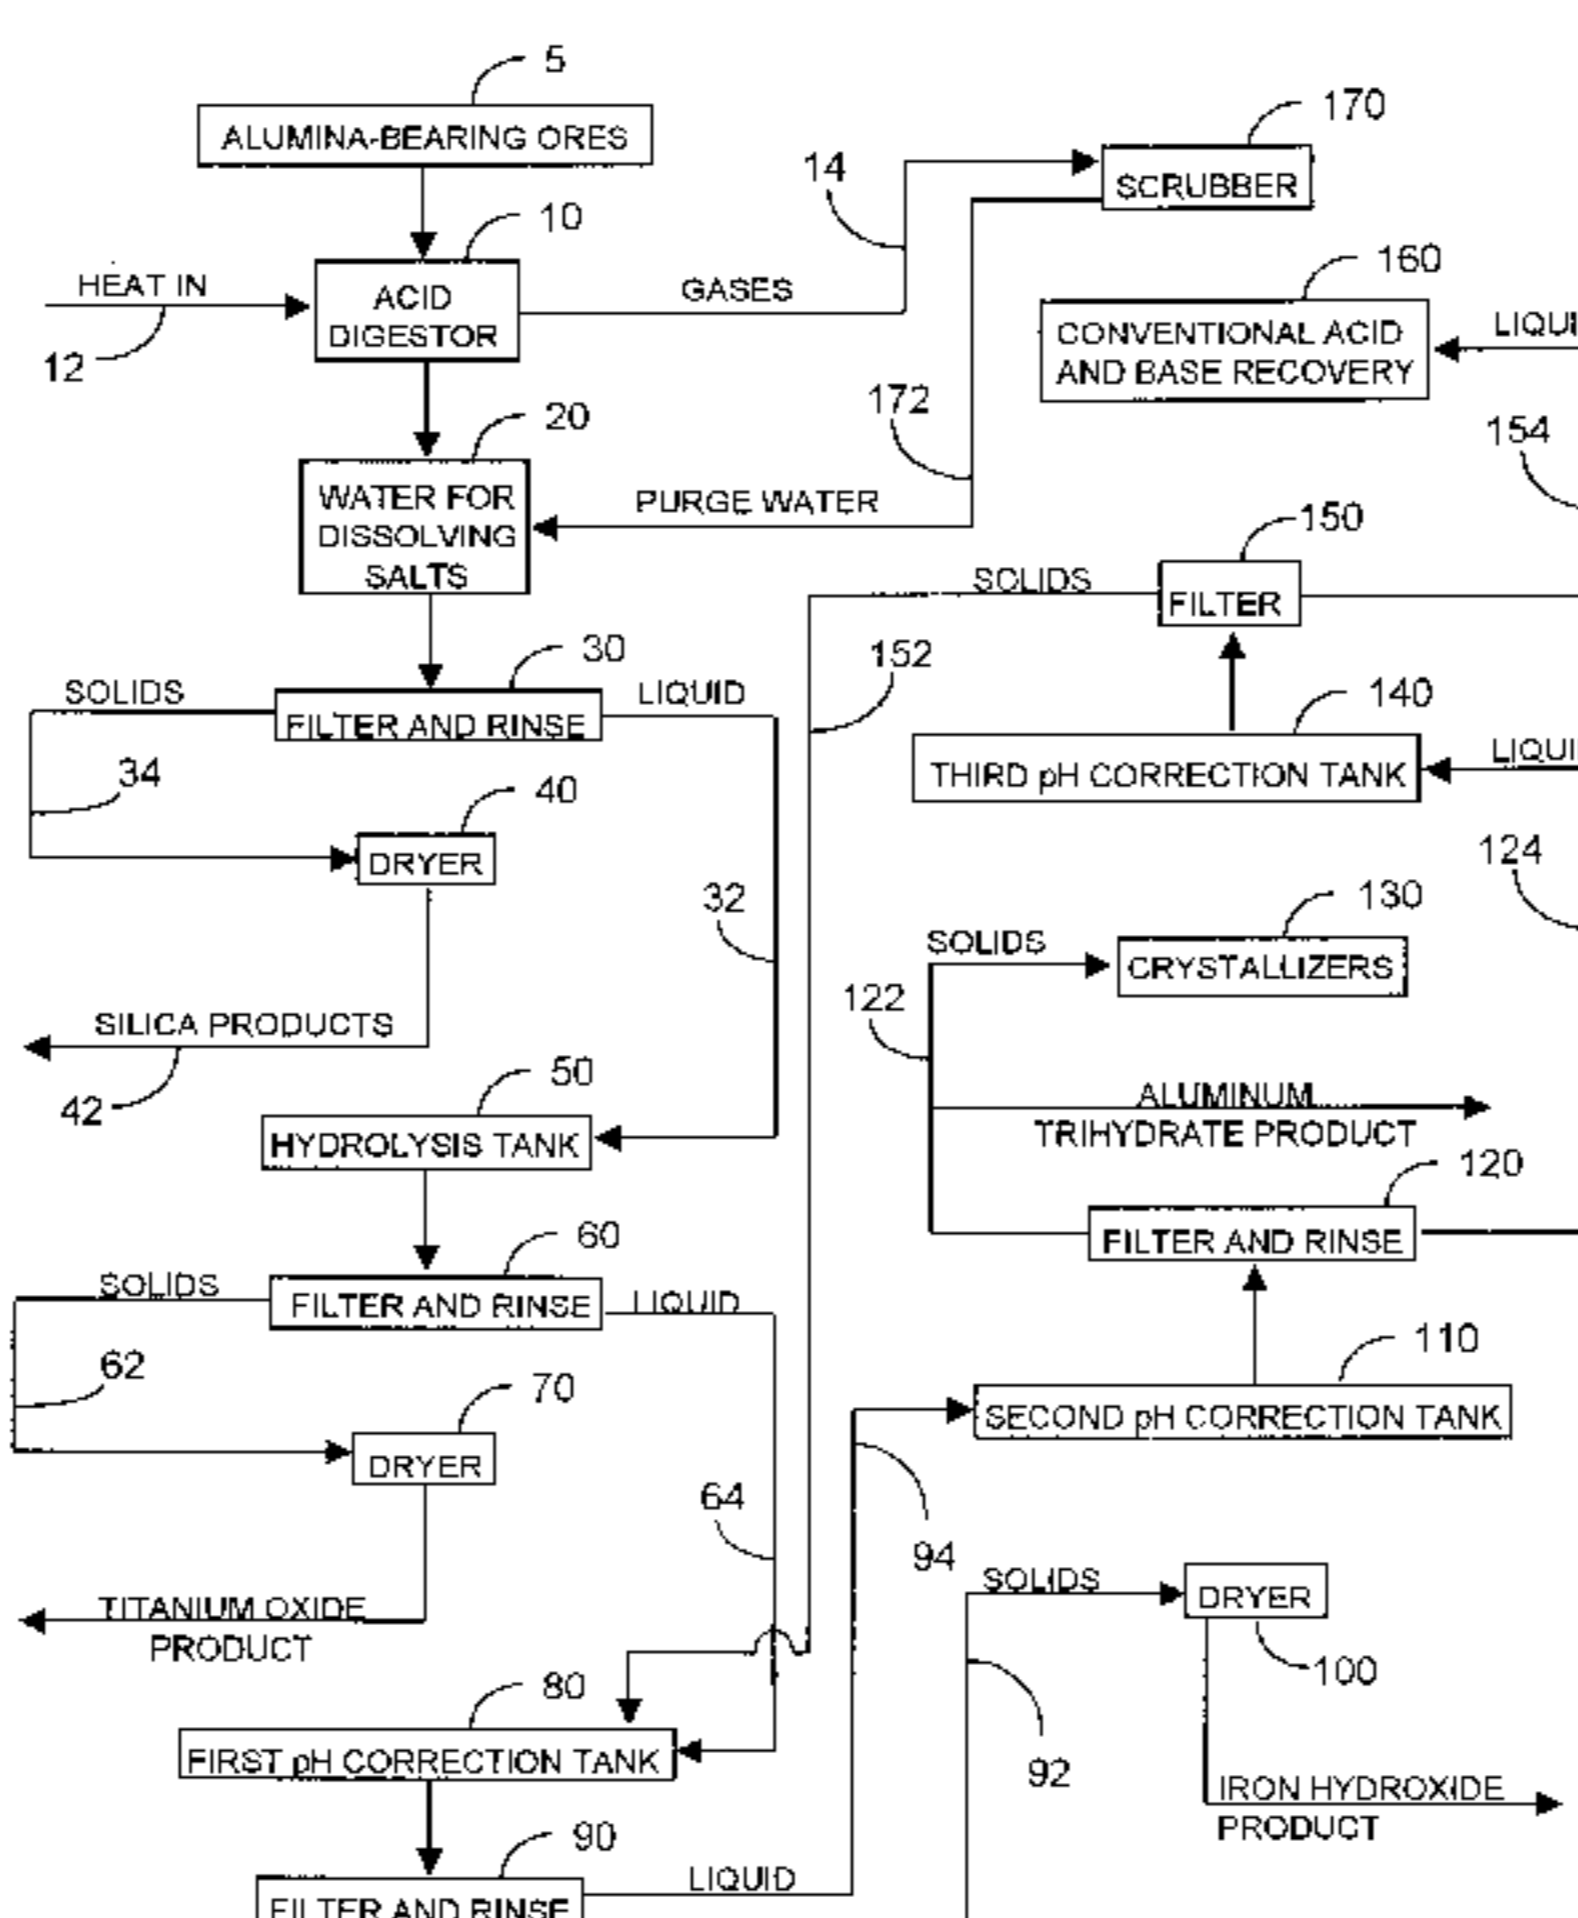 5
ALUMINA-BEARING ORES
10
HEAT IN
12
ACID
DIGESTOR
GASES
14
170
SCRUBBER
160
CONVENTIONAL ACID
AND BASE RECOVERY
LIQUI
154
20
WATER FOR
DISSOLVING
SALTS
PURGE WATER
172
150
FILTER
SOLIDS
152
30
SOLIDS
FILTER AND RINSE
LIQUID
34
40
DRYER
32
140
THIRD pH CORRECTION TANK
LIQUI
124
130
SOLIDS
CRYSTALLIZERS
122
SILICA PRODUCTS
42
50
HYDROLYSIS TANK
ALUMINUM
TRIHYDRATE PRODUCT
120
FILTER AND RINSE
60
SOLIDS
FILTER AND RINSE
LIQUID
62
70
DRYER
64
110
SECOND pH CORRECTION TANK
94
TITANIUM OXIDE
PRODUCT
SOLIDS
DRYER
100
80
FIRST pH CORRECTION TANK
92
IRON HYDROXIDE
PRODUCT
90
FILTER AND RINSE
LIQUID